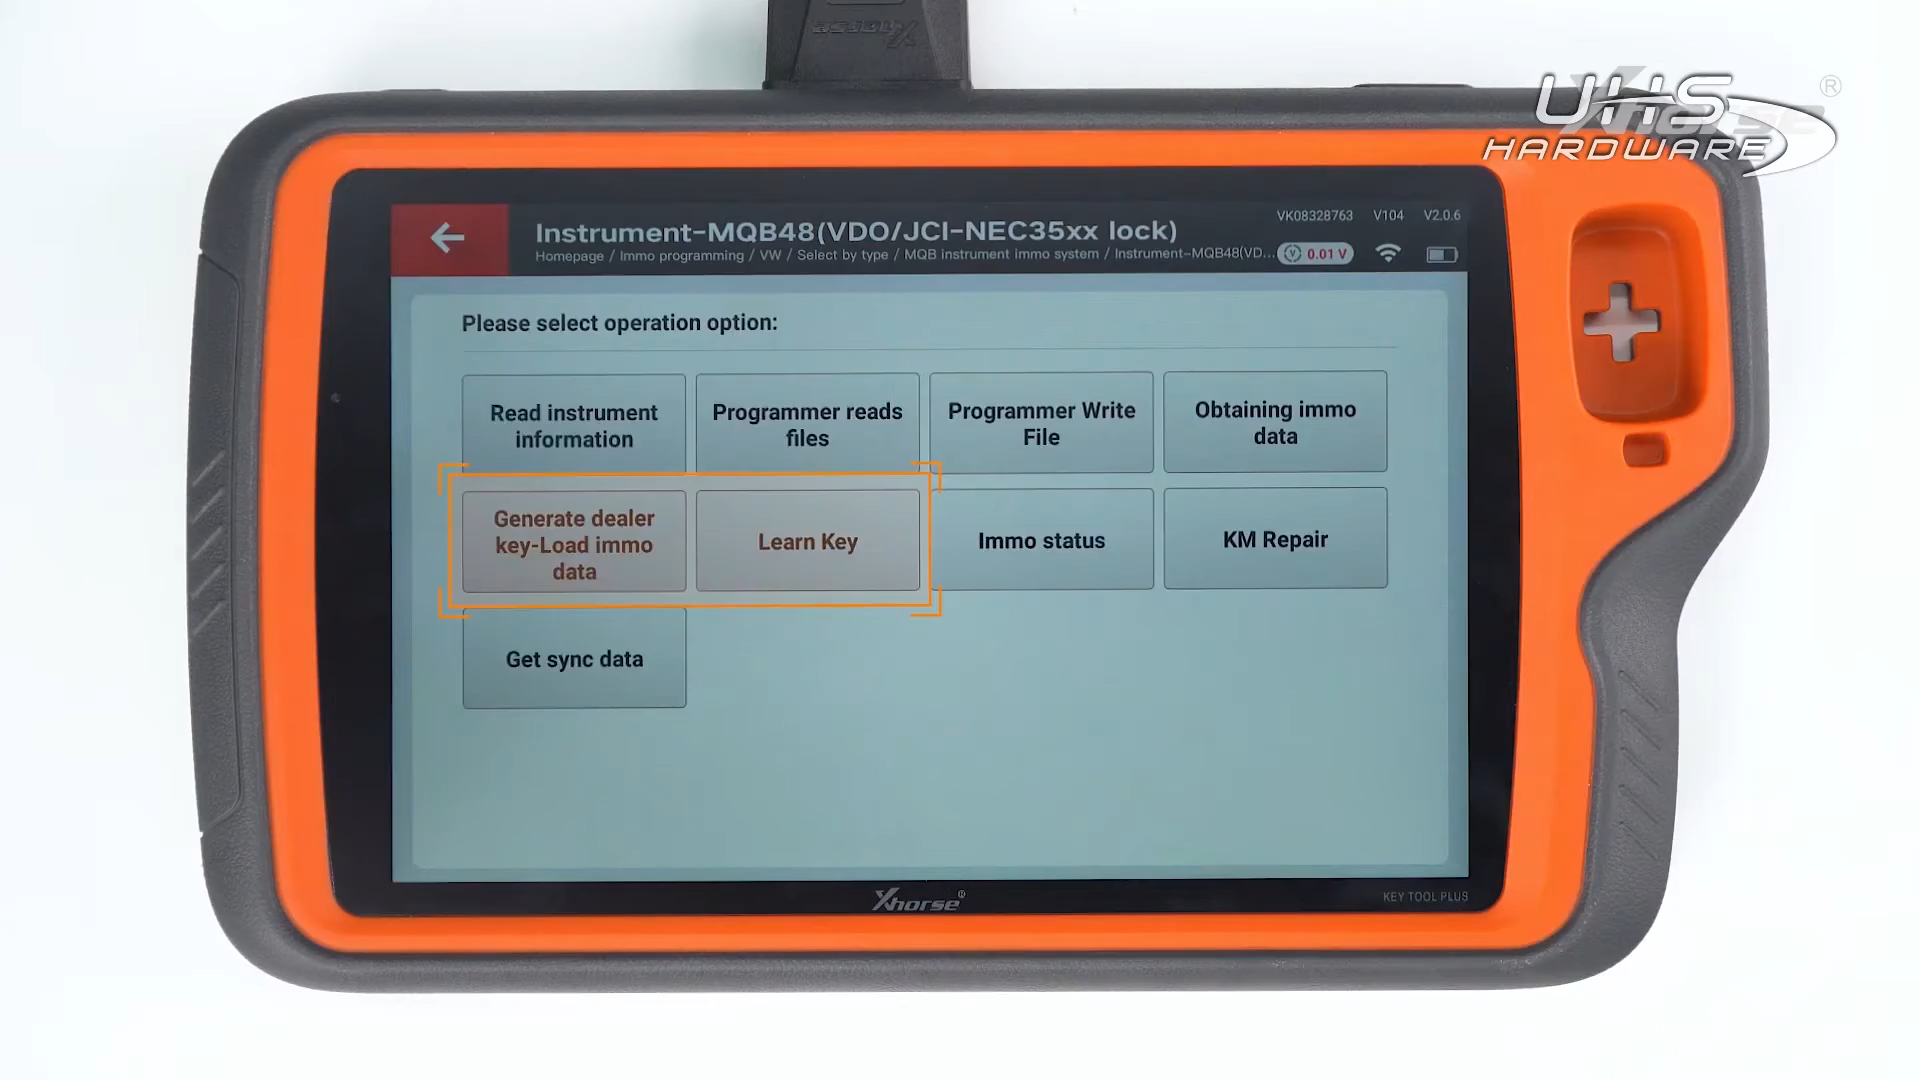 Xhorse
UHS
HARDWARE
®
Instrument-MQB48(VDO/JCI-NEC35xx lock)
VK08328763 V104 V2.0.6
Homepage / Immo programming / VW / Select by type / MQB instrument immo system / Instrument-MQB48(VD...
0.01 V
Please select operation option:
Read instrument
information
Programmer reads
files
Programmer Write
File
Obtaining immo
data
Generate dealer
key-Load immo
data
Learn Key
Immo status
KM Repair
Get sync data
Xhorse®
KEY TOOL PLUS